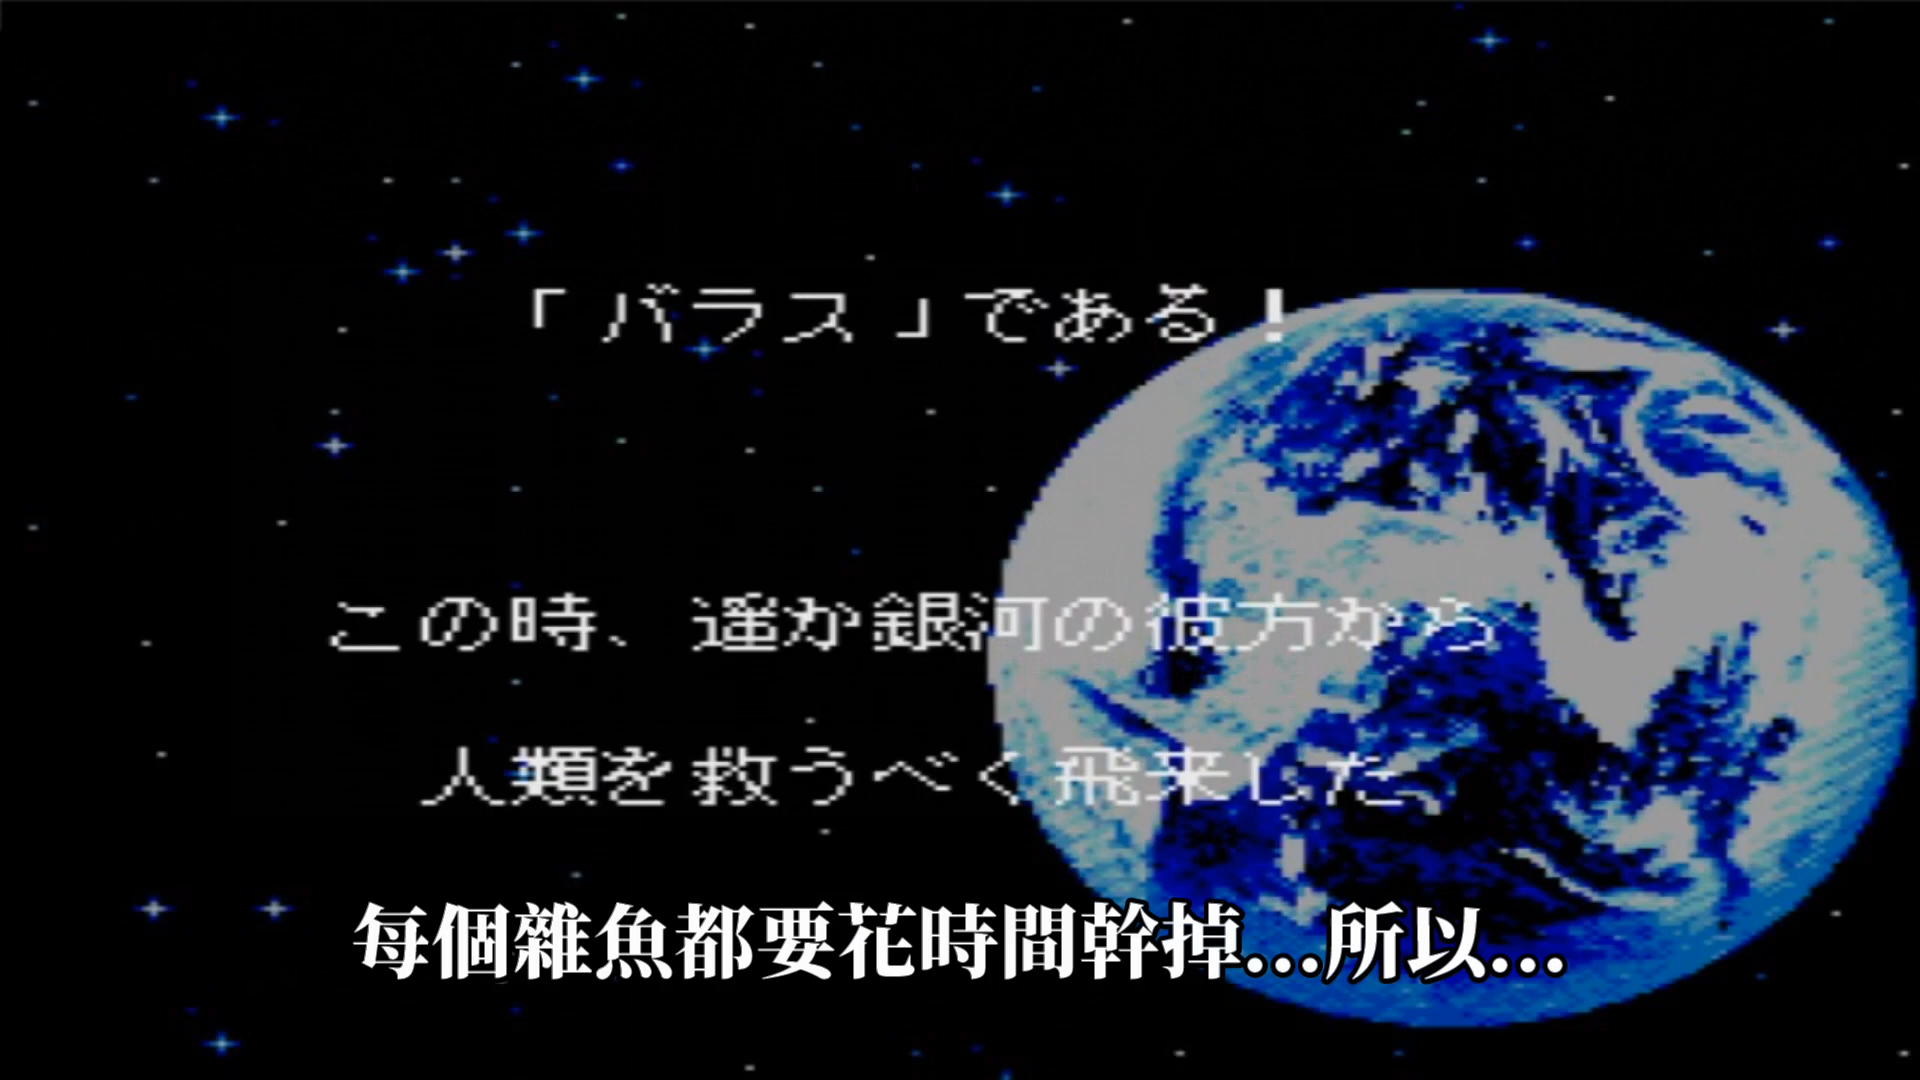 「バラス」である！
この時、遥か銀河の彼方から
人類を救うべく飛来した、
每個雜魚都要花時間幹掉...所以...